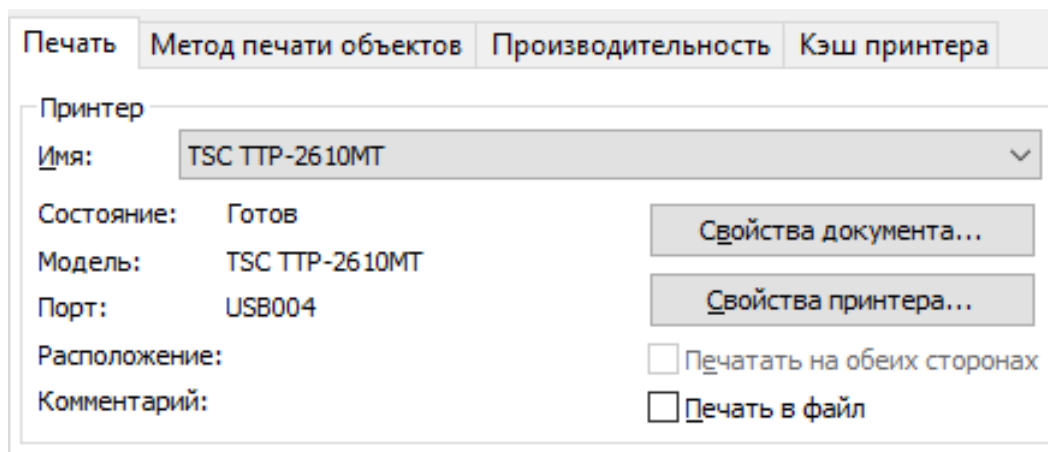 Печать Метод печати объектов Производительность Кэш принтера
Принтер
Имя: TSC TTP-2610MT
Состояние: Готов
Свойства документа...
Модель: TSC TTP-2610MT
Порт: USB004
Свойства принтера...
Расположение:
Печатать на обеих сторонах
Комментарий:
Печать в файл